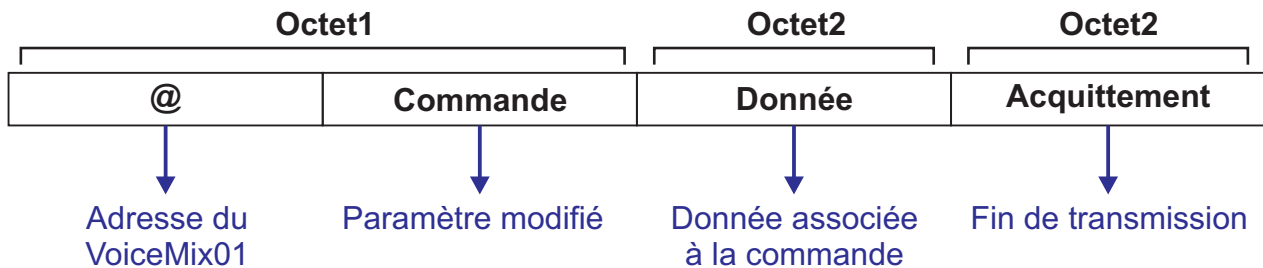 Octet1 Octet2 Octet2
@ Commande Donnée Acquittement
Adresse du Paramètre modifié Donnée associée Fin de transmission
VoiceMix01 à la commande